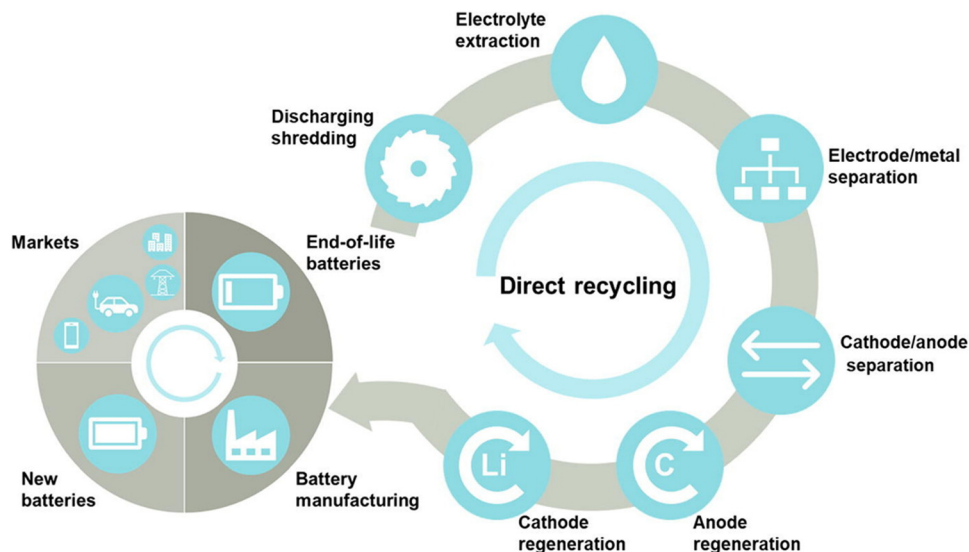 Electrolyte
extraction
Discharging
shredding
Electrode/metal
separation
Markets
End-of-life
batteries
Direct recycling
Cathode/anode
separation
New
batteries
Battery
manufacturing
Li
C
Cathode
regeneration
Anode
regeneration